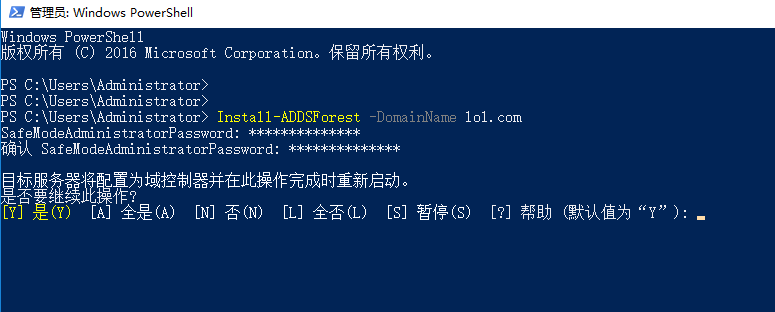 管理员: Windows PowerShell
Windows PowerShell
版权所有 (C) 2016 Microsoft Corporation。保留所有权利。
PS C:\Users\Administrator>
PS C:\Users\Administrator>
PS C:\Users\Administrator> Install-ADDSForest -DomainName lol.com
SafeModeAdministratorPassword: **************
确认 SafeModeAdministratorPassword: **************
目标服务器将配置为域控制器并在此操作完成时重新启动。
是否要继续此操作?
[Y] 是(Y)  [A] 全是(A)  [N] 否(N)  [L] 全否(L)  [S] 暂停(S)  [?] 帮助 (默认值为“Y”):